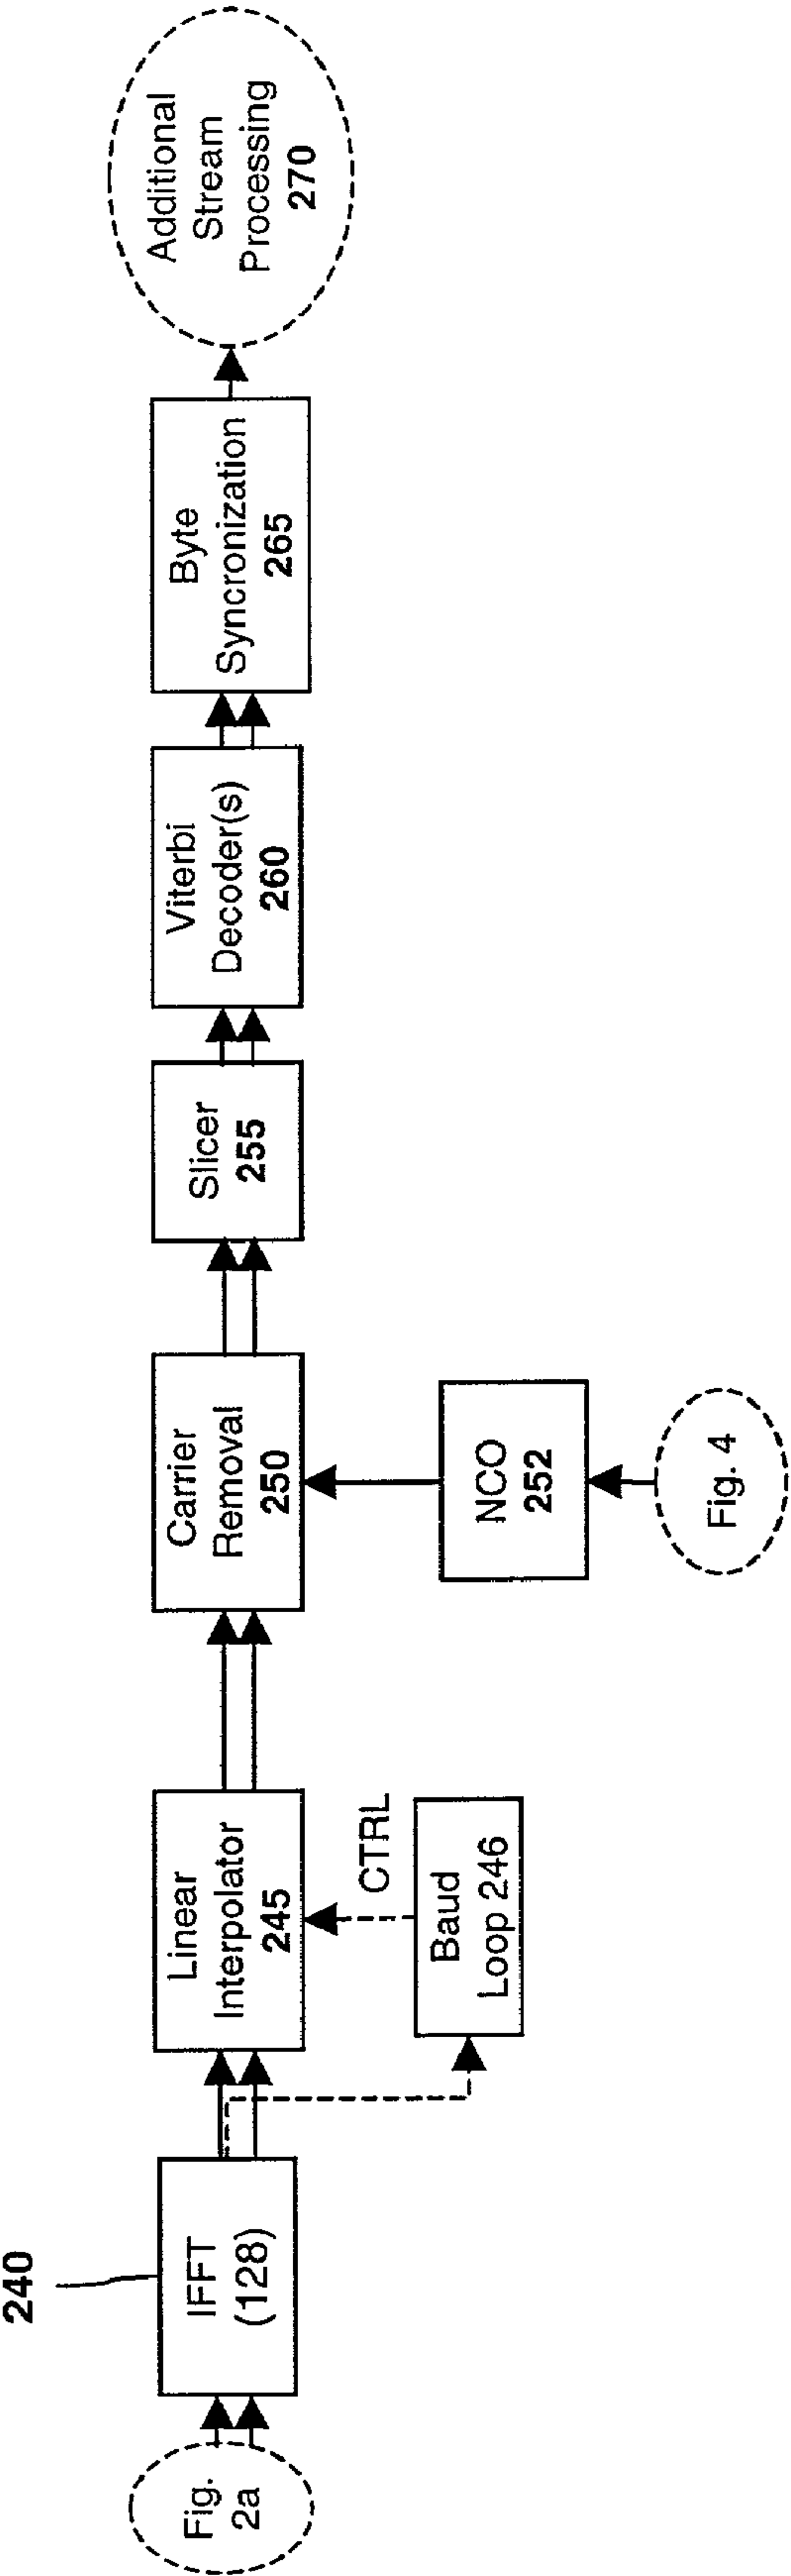 Fig.
2a
240
IFFT
(128)
Linear
Interpolator
245
CTRL
Baud
Loop 246
Carrier
Removal
250
NCO
252
Fig. 4
Slicer
255
Viterbi
Decoder(s)
260
Byte
Syncronization
265
Additional
Stream
Processing
270